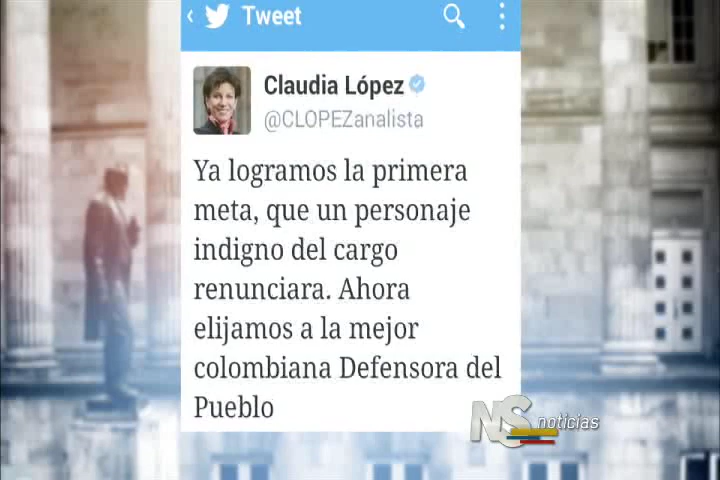 Tweet
Claudia López
@CLOPEZanalista
Ya logramos la primera
meta, que un personaje
indigno del cargo
renunciara. Ahora
elijamos a la mejor
colombiana Defensora del
Pueblo
NS noticias